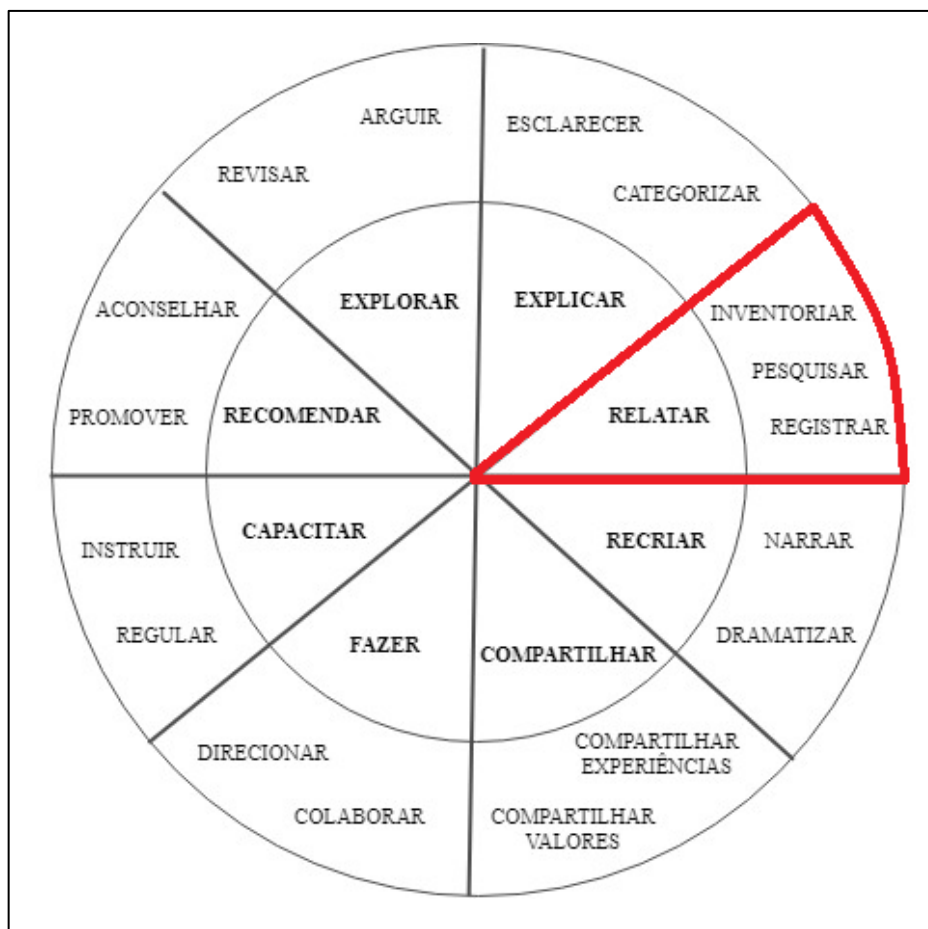 ARGUIR
ESCLARECER
REVISAR
CATEGORIZAR
ACONSELHAR
EXPLORAR
EXPLICAR
INVENTORIAR
PESQUISAR
PROMOVER
RECOMENDAR
RELATAR
REGISTRAR
INSTRUIR
CAPACITAR
RECRIAR
NARRAR
REGULAR
FAZER
COMPARTILHAR
DRAMATIZAR
DIRECIONAR
COMPARTILHAR
EXPERIÊNCIAS
COLABORAR
COMPARTILHAR
VALORES